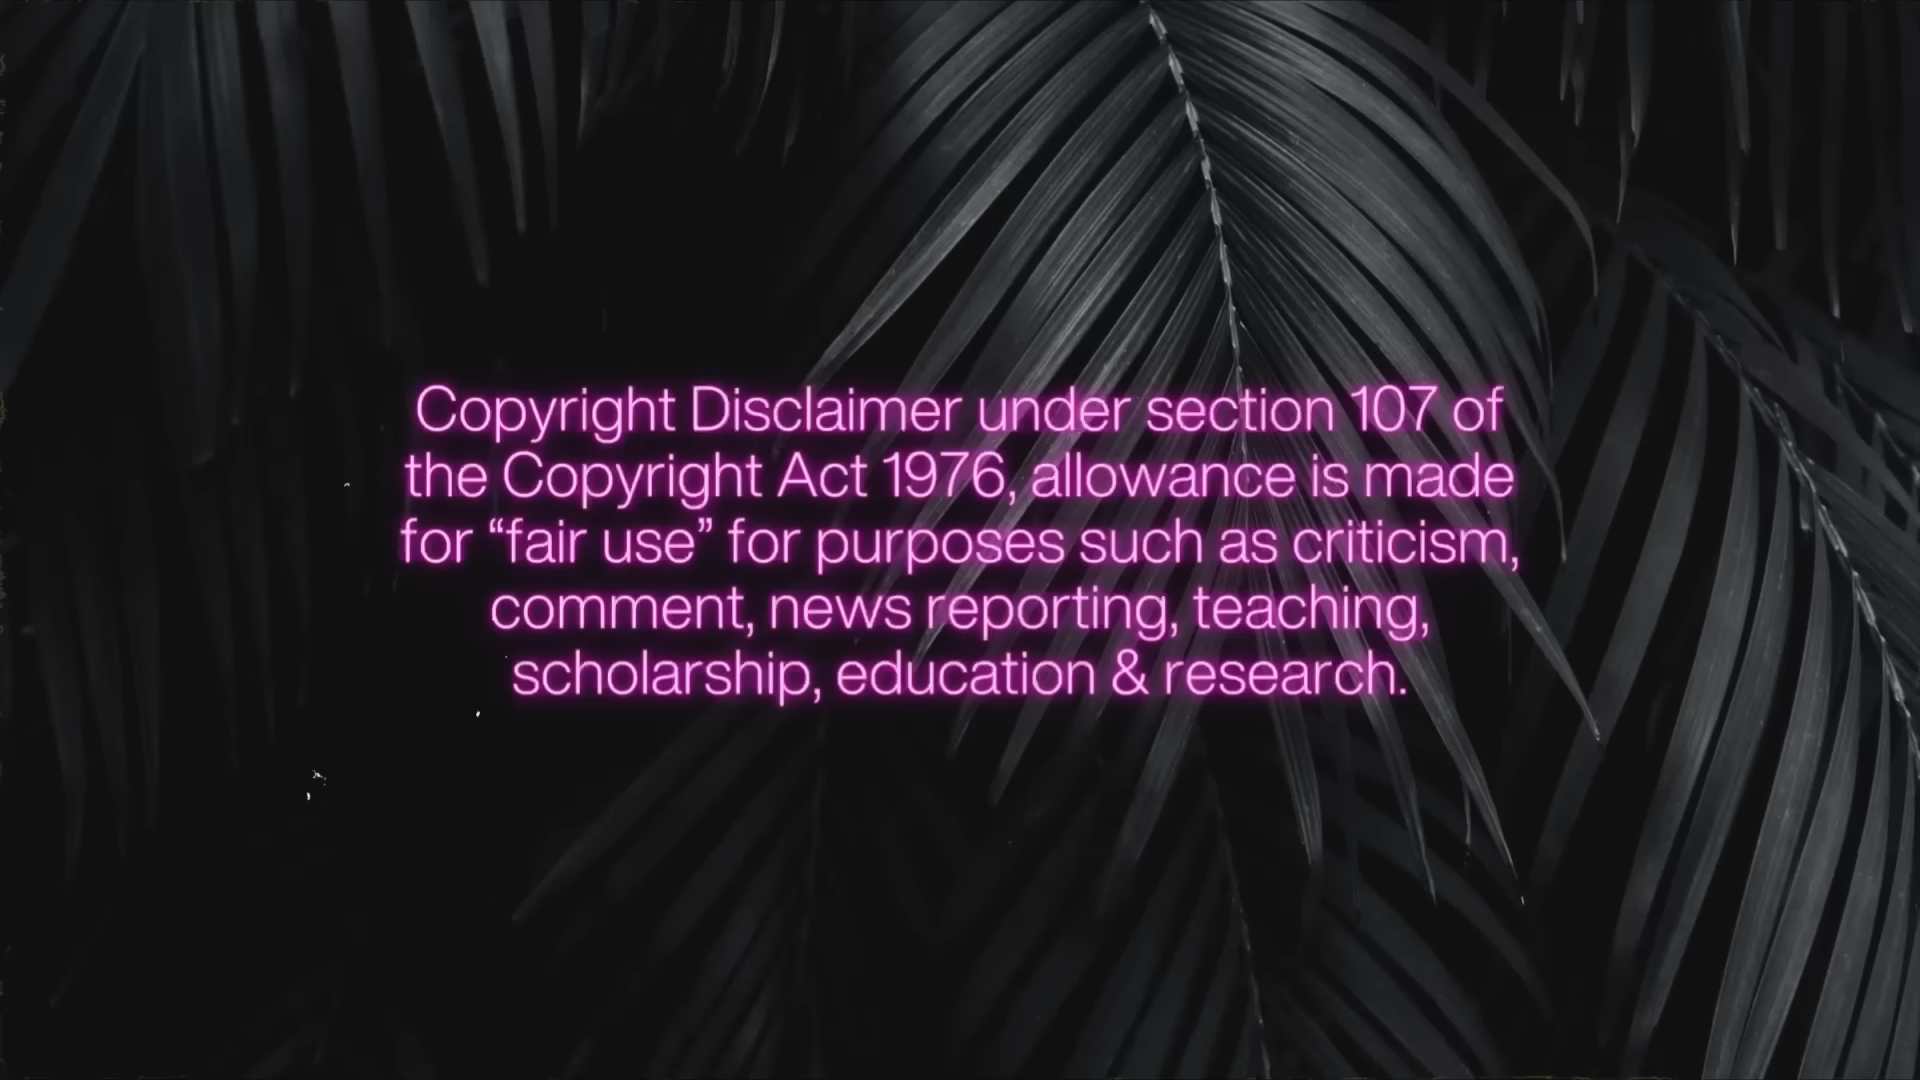 Copyright Disclaimer under section 107 of
the Copyright Act 1976, allowance is made
for “fair use” for purposes such as criticism,
comment, news reporting, teaching,
scholarship, education & research.